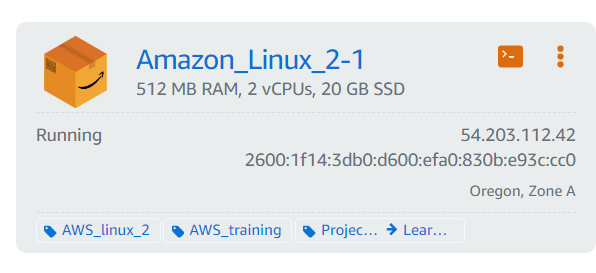 Amazon_Linux_2-1
512 MB RAM, 2 vCPUs, 20 GB SSD
Running
54.203.112.42
2600:1f14:3db0:d600:efa0:830b:e93c:cc0
Oregon, Zone A
AWS_linux_2 AWS_training Projec... → Lear...